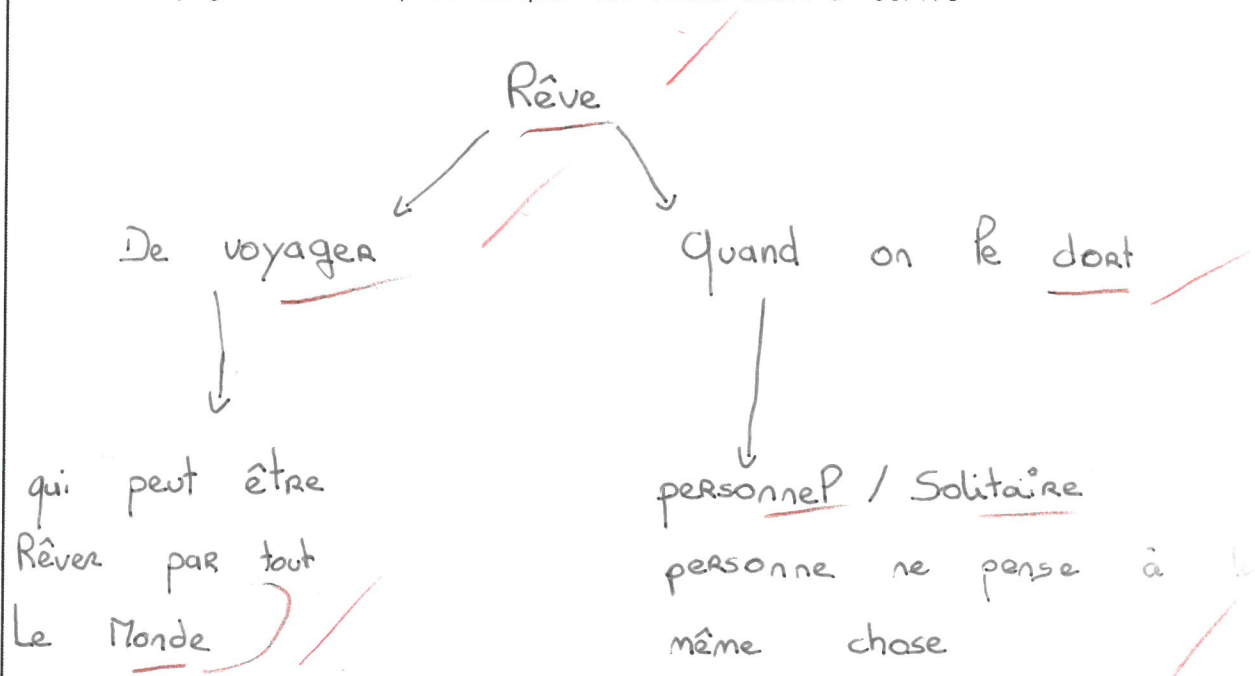 Rêve
De voyager
Quand on le dort
qui peut être
Rêver par tout
Le Monde
personnel / Solitaire
personne ne pense à
même chose